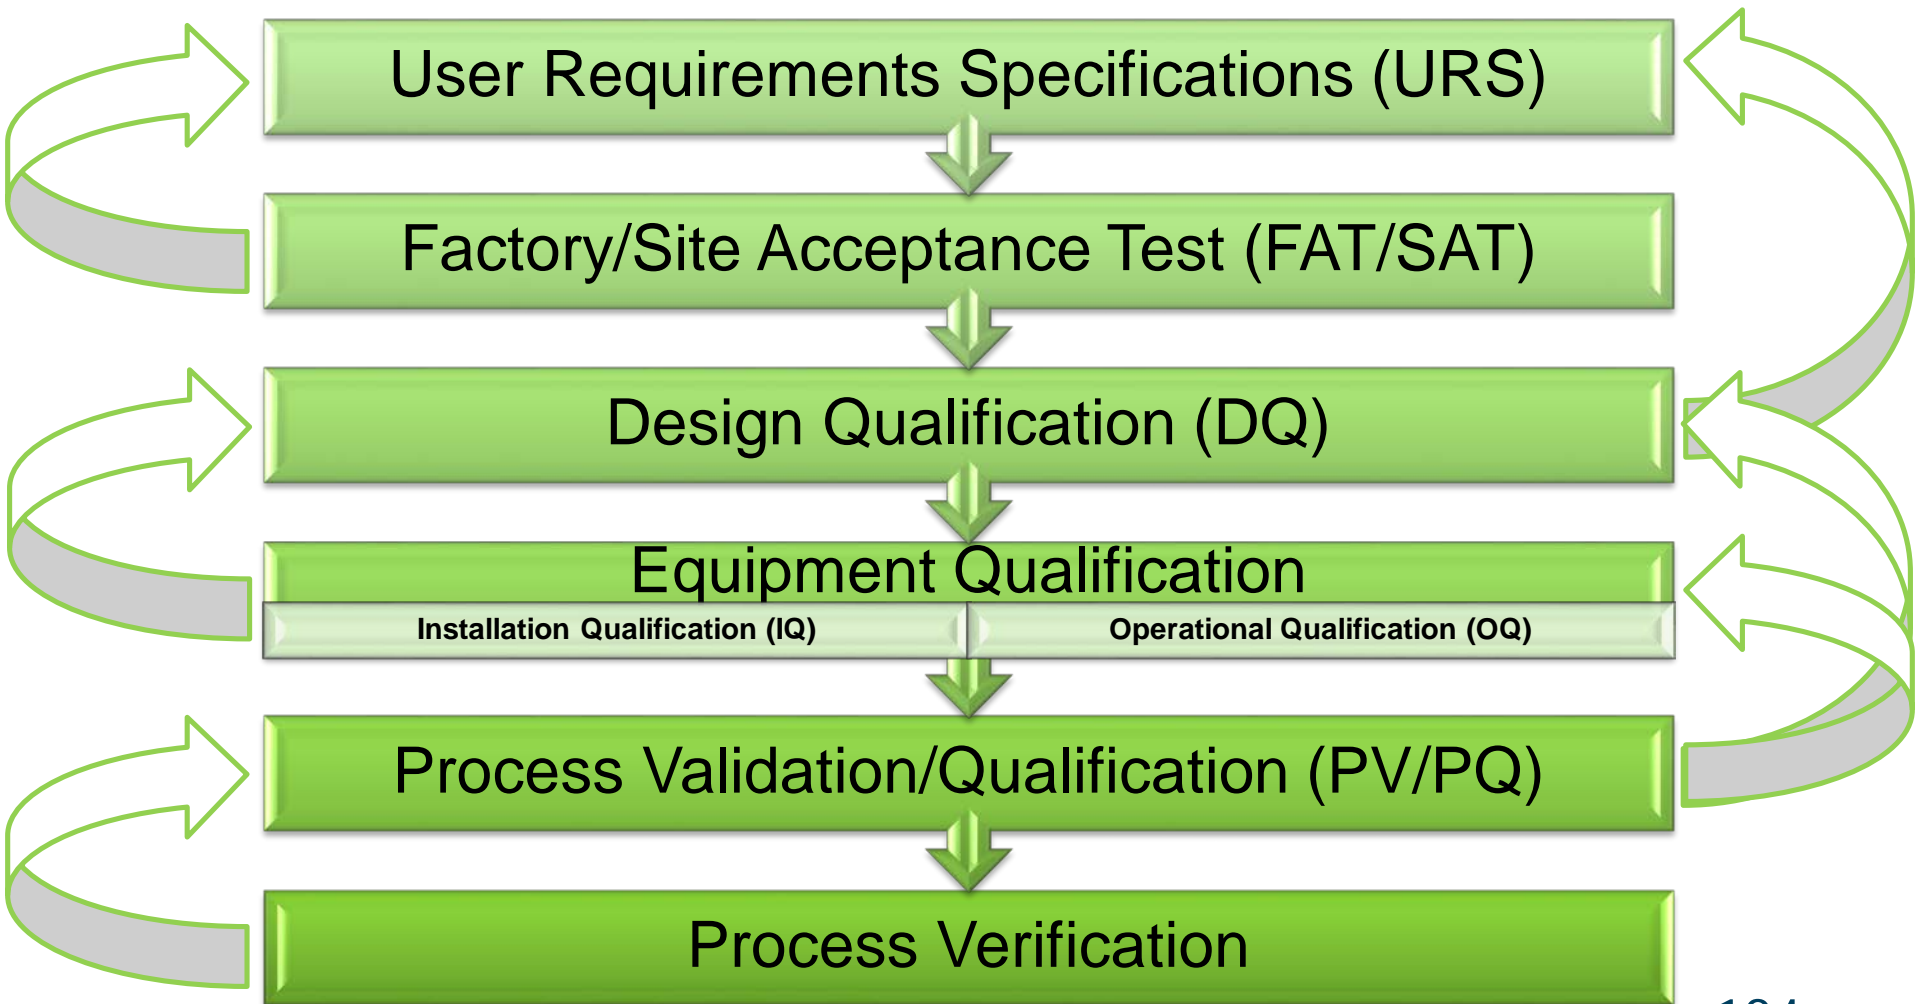 User Requirements Specifications (URS)
Factory/Site Acceptance Test (FAT/SAT)
Design Qualification (DQ)
Equipment Qualification
Installation Qualification (IQ)
Operational Qualification (OQ)
Process Validation/Qualification (PV/PQ)
Process Verification